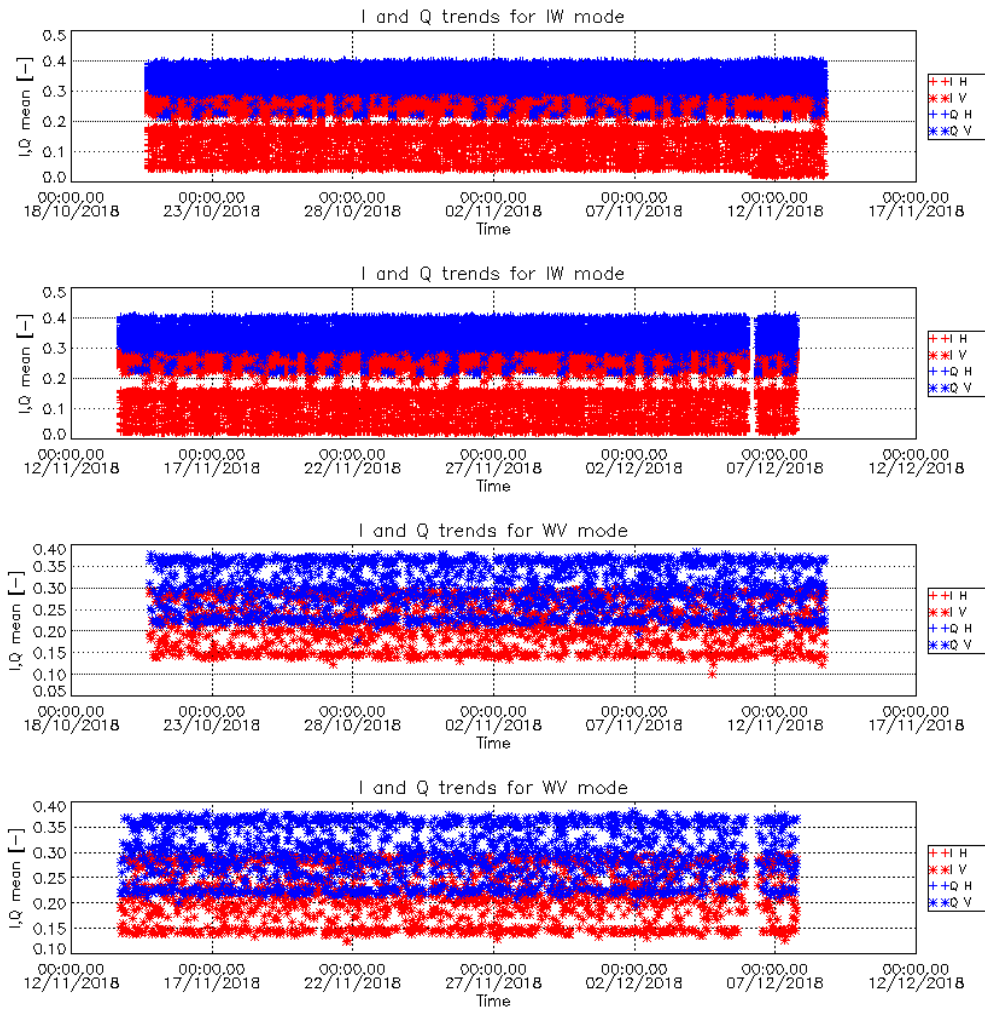 I and Q trends for IW mode
I,Q mean [-]
0.5
0.4
0.3
0.2
0.1
0.0
00:00.00 00:00.00 00:00.00 00:00.00 00:00.00 00:00.00 00:00.00
18/10/2018 23/10/2018 28/10/2018 02/11/2018 07/11/2018 12/11/2018 17/11/2018
Time
I H
I V
Q H
Q V
I and Q trends for IW mode
I,Q mean [-]
0.5
0.4
0.3
0.2
0.1
0.0
00:00.00 00:00.00 00:00.00 00:00.00 00:00.00 00:00.00 00:00.00
12/11/2018 17/11/2018 22/11/2018 27/11/2018 02/12/2018 07/12/2018 12/12/2018
Time
I H
I V
Q H
Q V
I and Q trends for WV mode
I,Q mean [-]
0.40
0.35
0.30
0.25
0.20
0.15
0.10
0.05
00:00.00 00:00.00 00:00.00 00:00.00 00:00.00 00:00.00 00:00.00
18/10/2018 23/10/2018 28/10/2018 02/11/2018 07/11/2018 12/11/2018 17/11/2018
Time
I H
I V
Q H
Q V
I and Q trends for WV mode
I,Q mean [-]
0.40
0.35
0.30
0.25
0.20
0.15
0.10
00:00.00 00:00.00 00:00.00 00:00.00 00:00.00 00:00.00 00:00.00
12/11/2018 17/11/2018 22/11/2018 27/11/2018 02/12/2018 07/12/2018 12/12/2018
Time
I H
I V
Q H
Q V